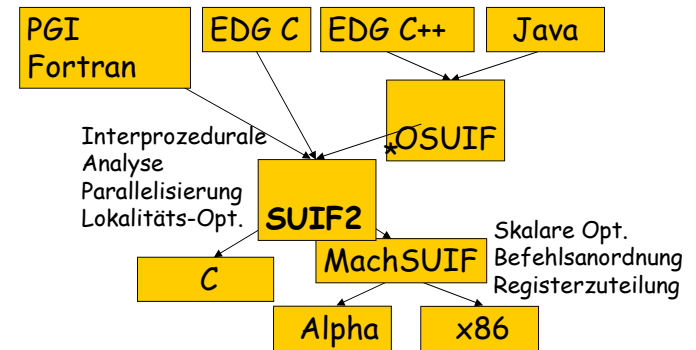 PGI
Fortran
EDG C
EDG C++
Java
*OSUIF
Interprozedurale
Analyse
Parallelisierung
Lokalitäts-Opt.
SUIF2
Skalare Opt.
Befehlsanordnung
Registerzuteilung
MachSUIF
C
Alpha
x86